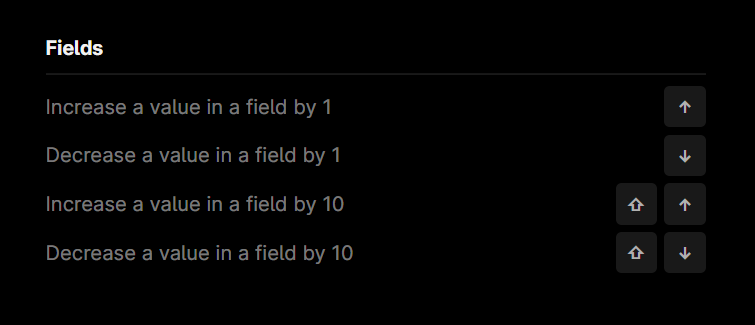 Fields
Increase a value in a field by 1 ↑
Decrease a value in a field by 1 ↓
Increase a value in a field by 10 ⇧ ↑
Decrease a value in a field by 10 ⇧ ↓